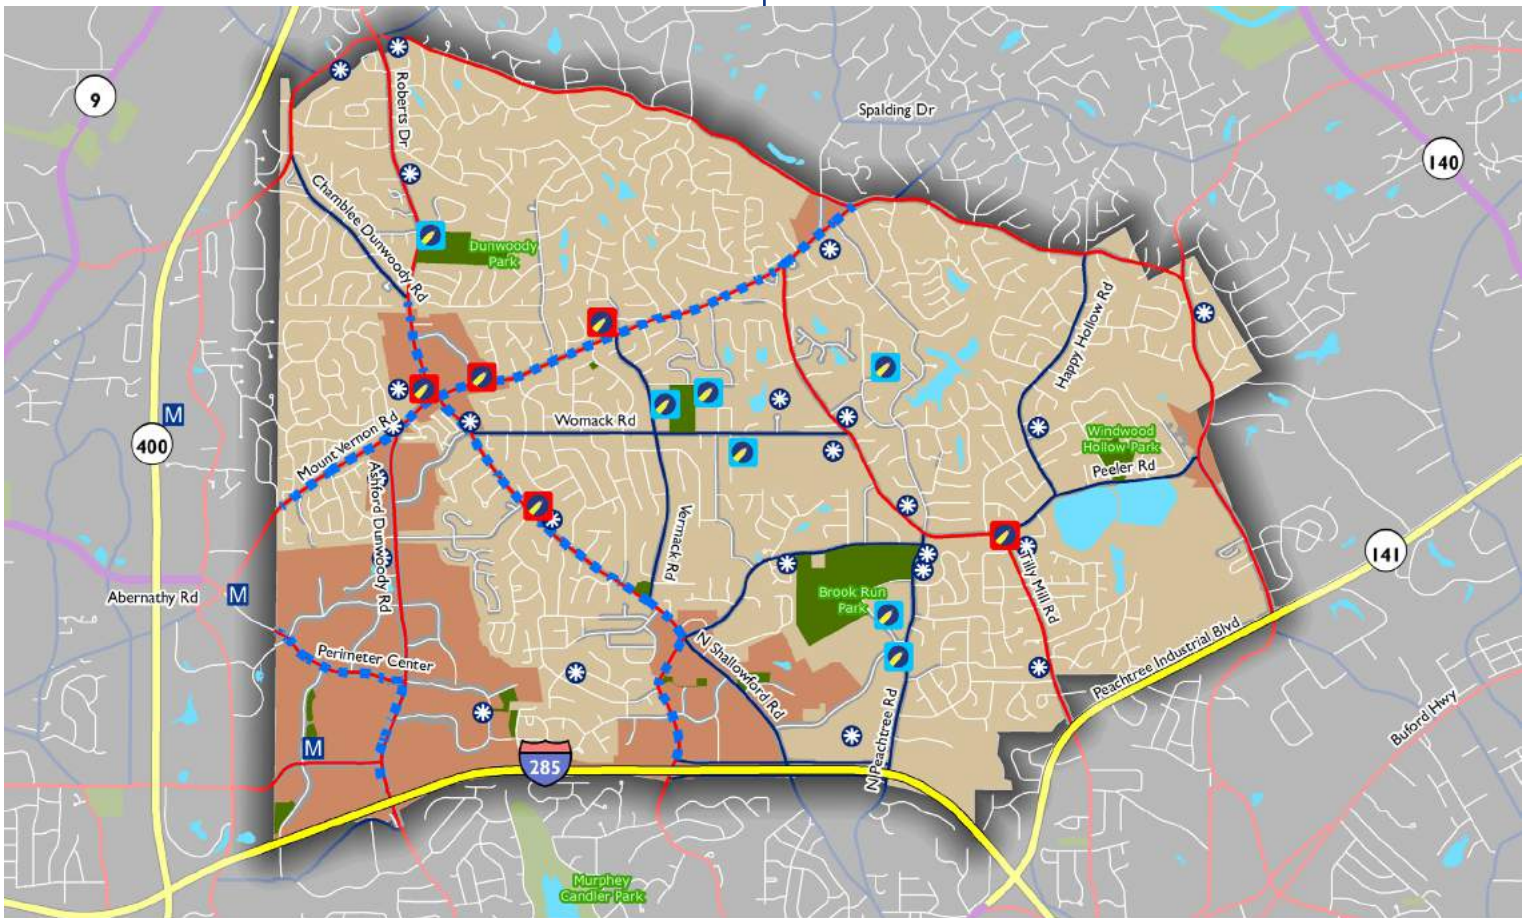 9
Roberts Dr
Spalding Dr
140
Chamblee Dunwoody Rd
Dunwoody
Park
Happy Hollow Rd
M
400
Mount Vernon Rd
Womack Rd
Windwood
Hollow Park
Peeler Rd
Ashford Dunwoody Rd
Vermack Rd
141
Abernathy Rd
M
Brook Run
Park
Tilly Mill Rd
Perimeter Center
N Shallowford Rd
Peachtree Industrial Blvd
N Peachtree Rd
Buford Hwy
M
285
Murphey
Candler Park